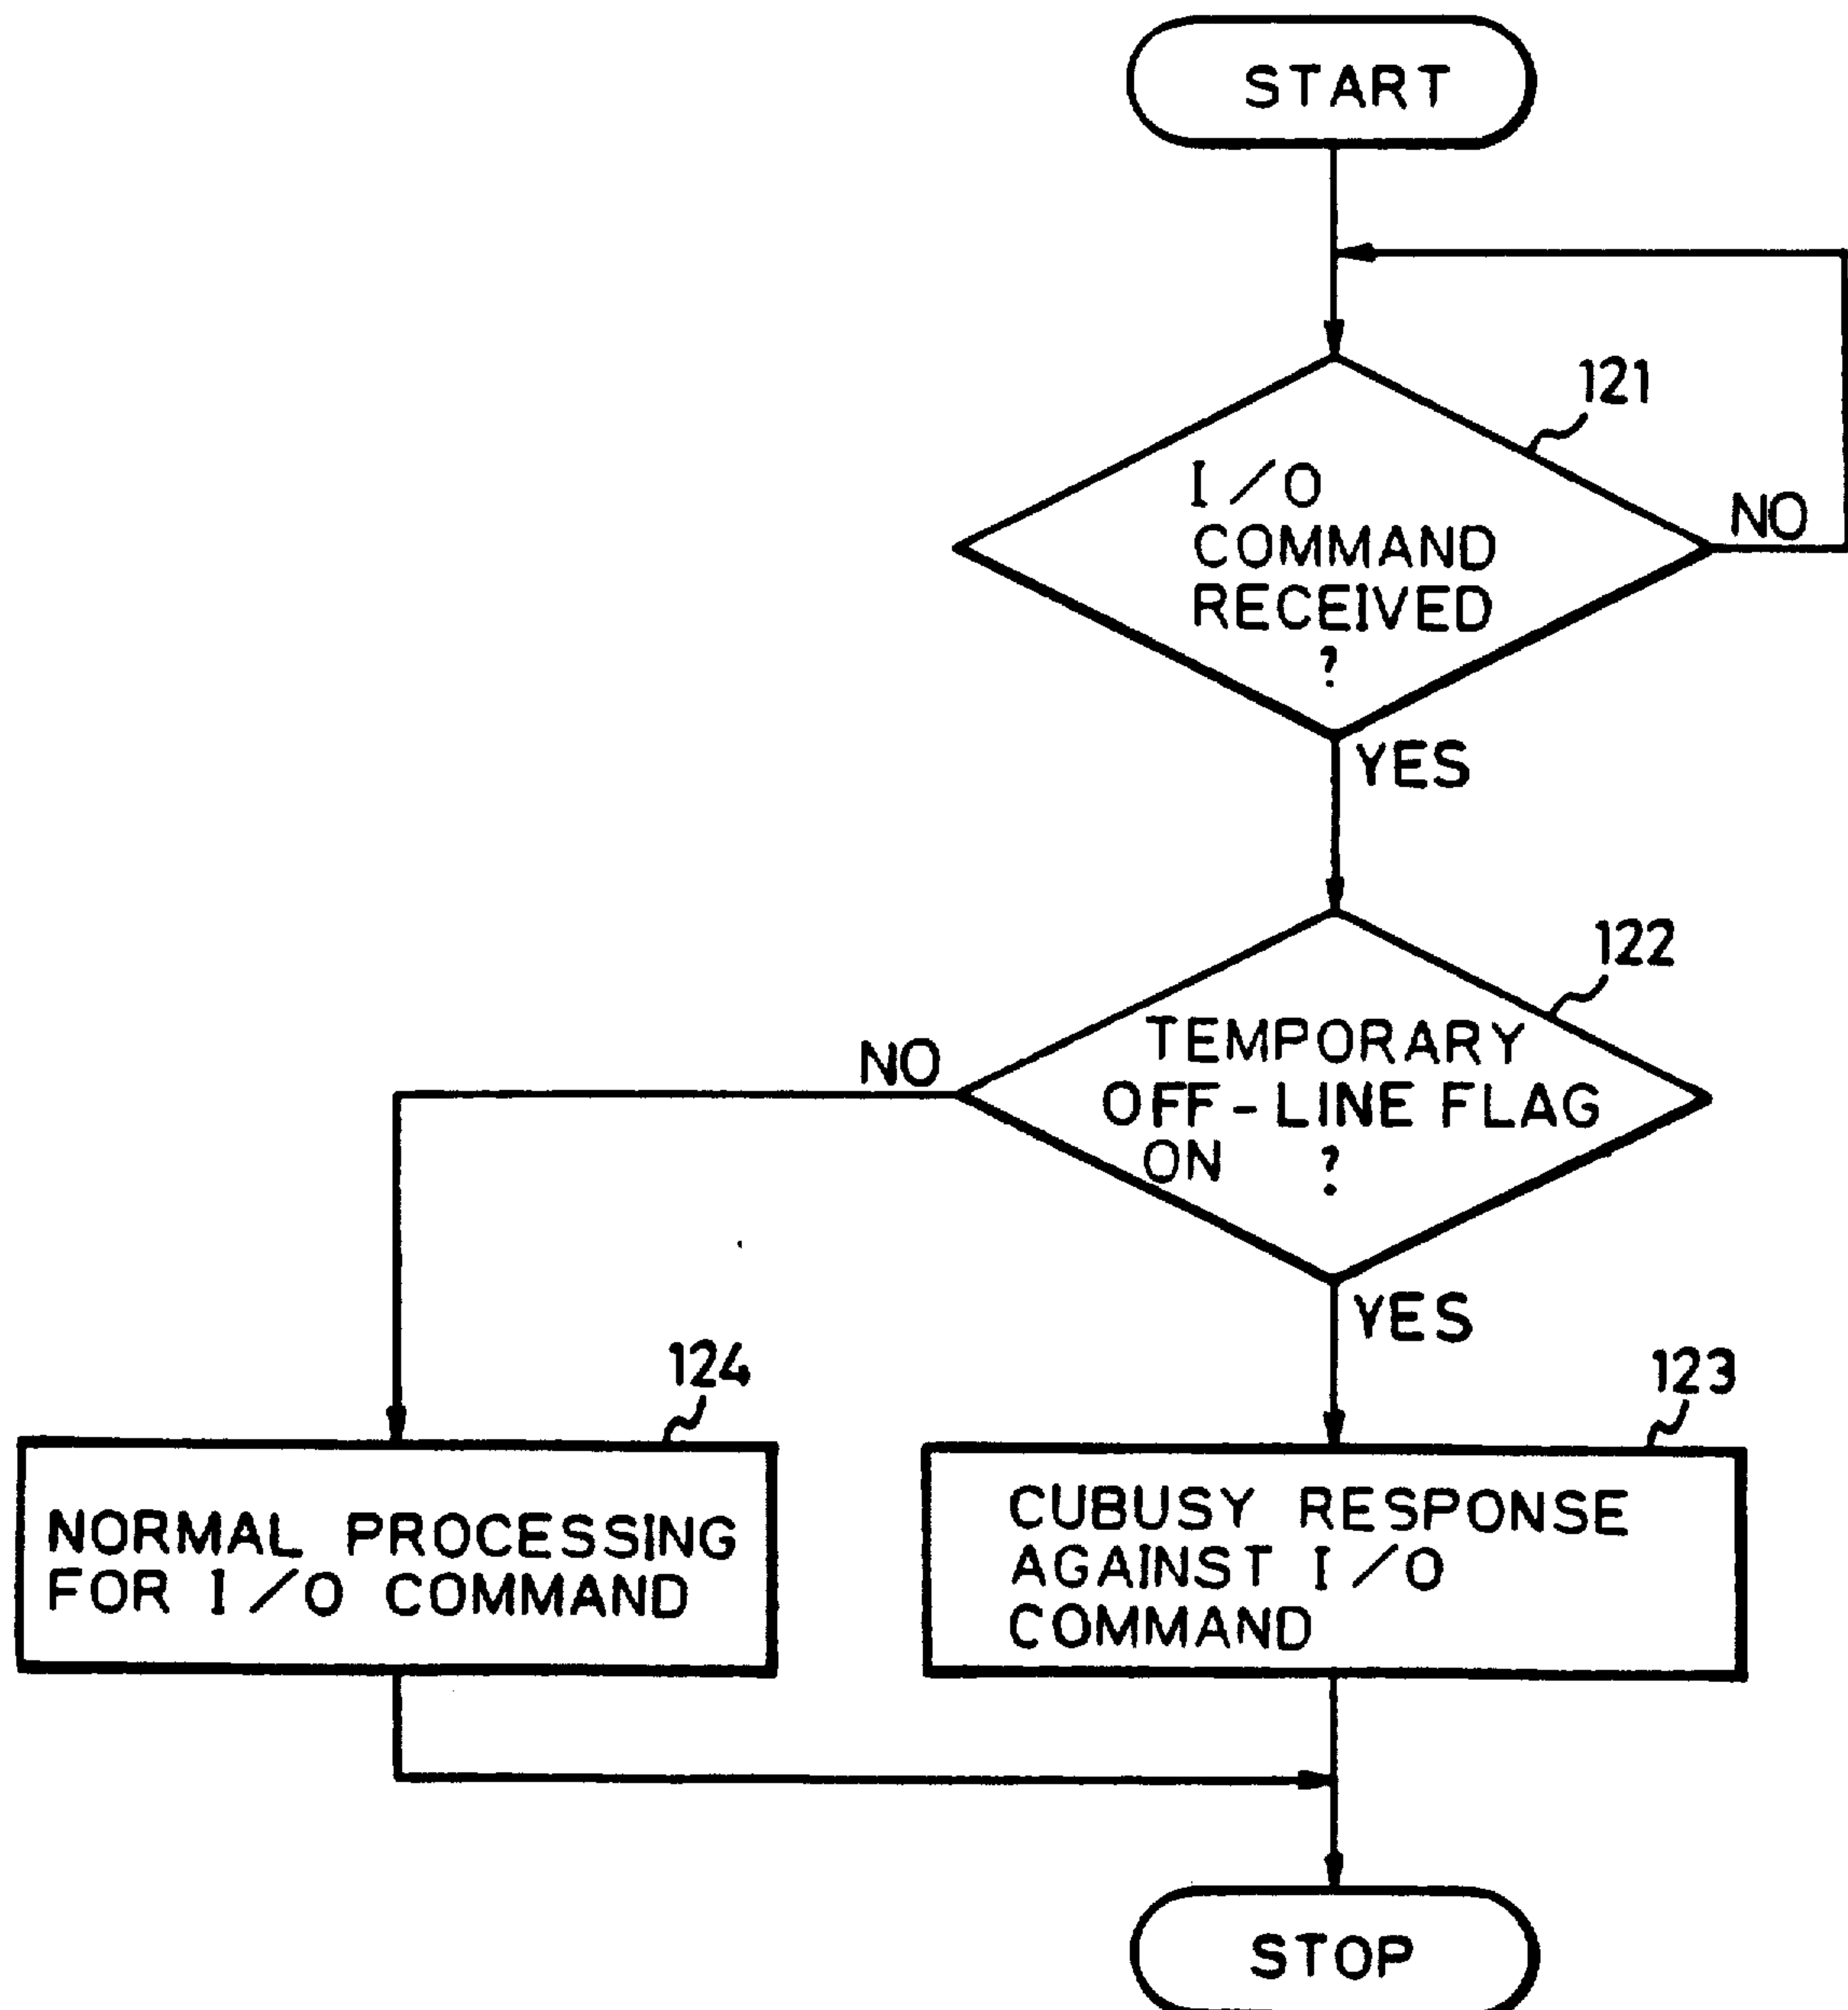 START
121
I/O
COMMAND
RECEIVED
?
NO
YES
122
TEMPORARY
OFF-LINE FLAG
ON ?
NO
YES
124
123
NORMAL PROCESSING
FOR I/O COMMAND
CUBUSY RESPONSE
AGAINST I/O
COMMAND
STOP